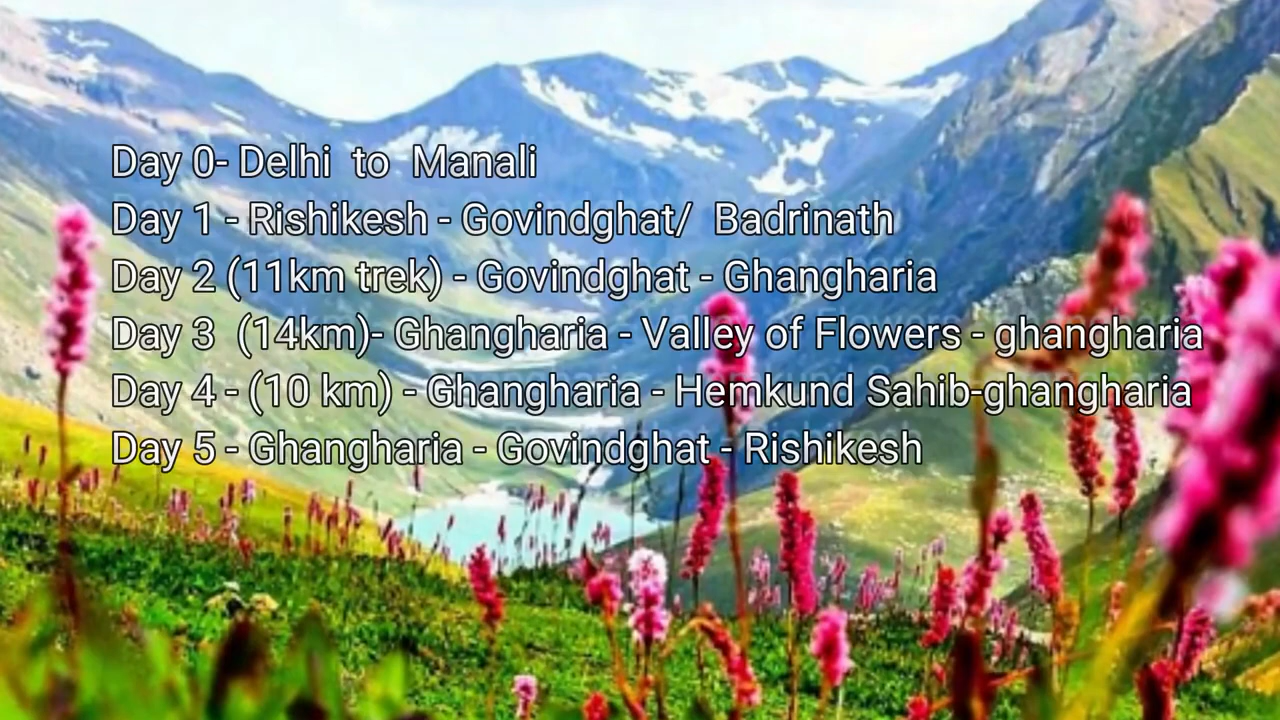 Day 0- Delhi to Manali
Day 1 - Rishikesh - Govindghat/ Badrinath
Day 2 (11km trek) - Govindghat - Ghangharia
Day 3 (14km)- Ghangharia - Valley of Flowers - ghangharia
Day 4 - (10 km) - Ghangharia - Hemkund Sahib-ghangharia
Day 5 - Ghangharia - Govindghat - Rishikesh